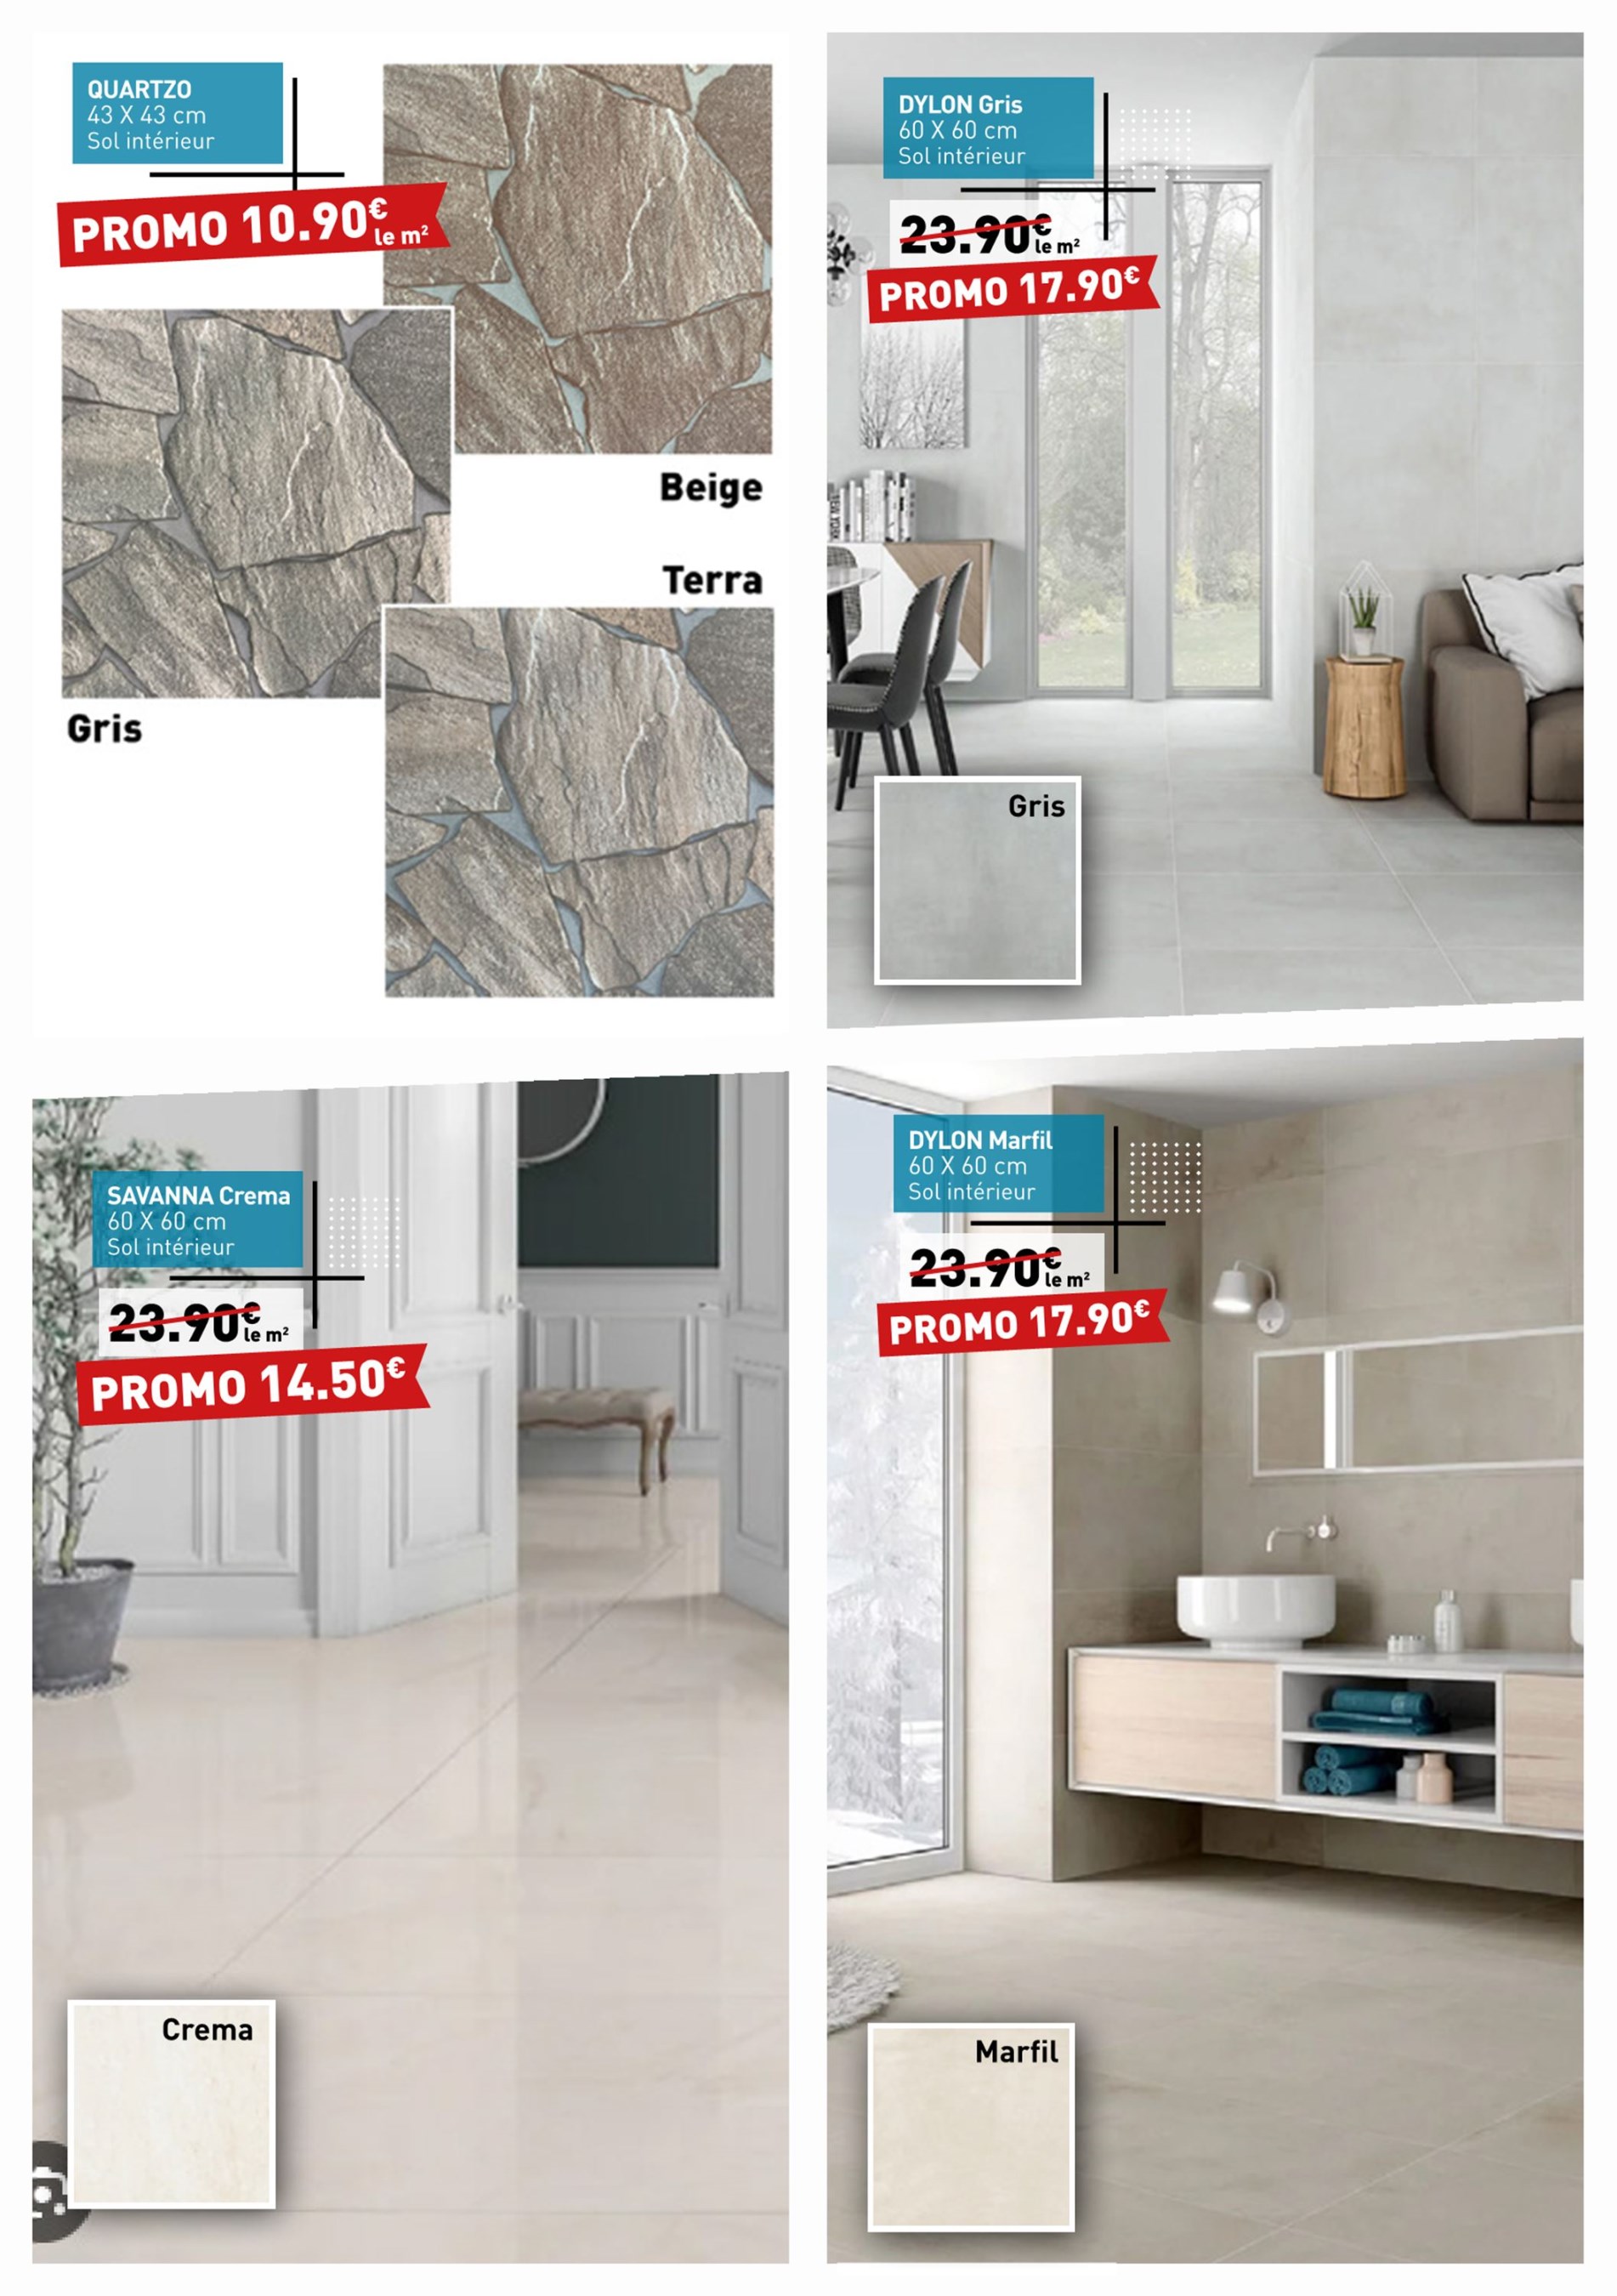 QUARTZO
43 X 43 cm
Sol intérieur
PROMO 10.90€ le m²
Beige
Terra
Gris
DYLON Gris
60 X 60 cm
Sol intérieur
23.90€ le m²
PROMO 17.90€
Gris
SAVANNA Crema
60 X 60 cm
Sol intérieur
23.90€ le m²
PROMO 14.50€
Crema
DYLON Marfil
60 X 60 cm
Sol intérieur
23.90€ le m²
PROMO 17.90€
Marfil